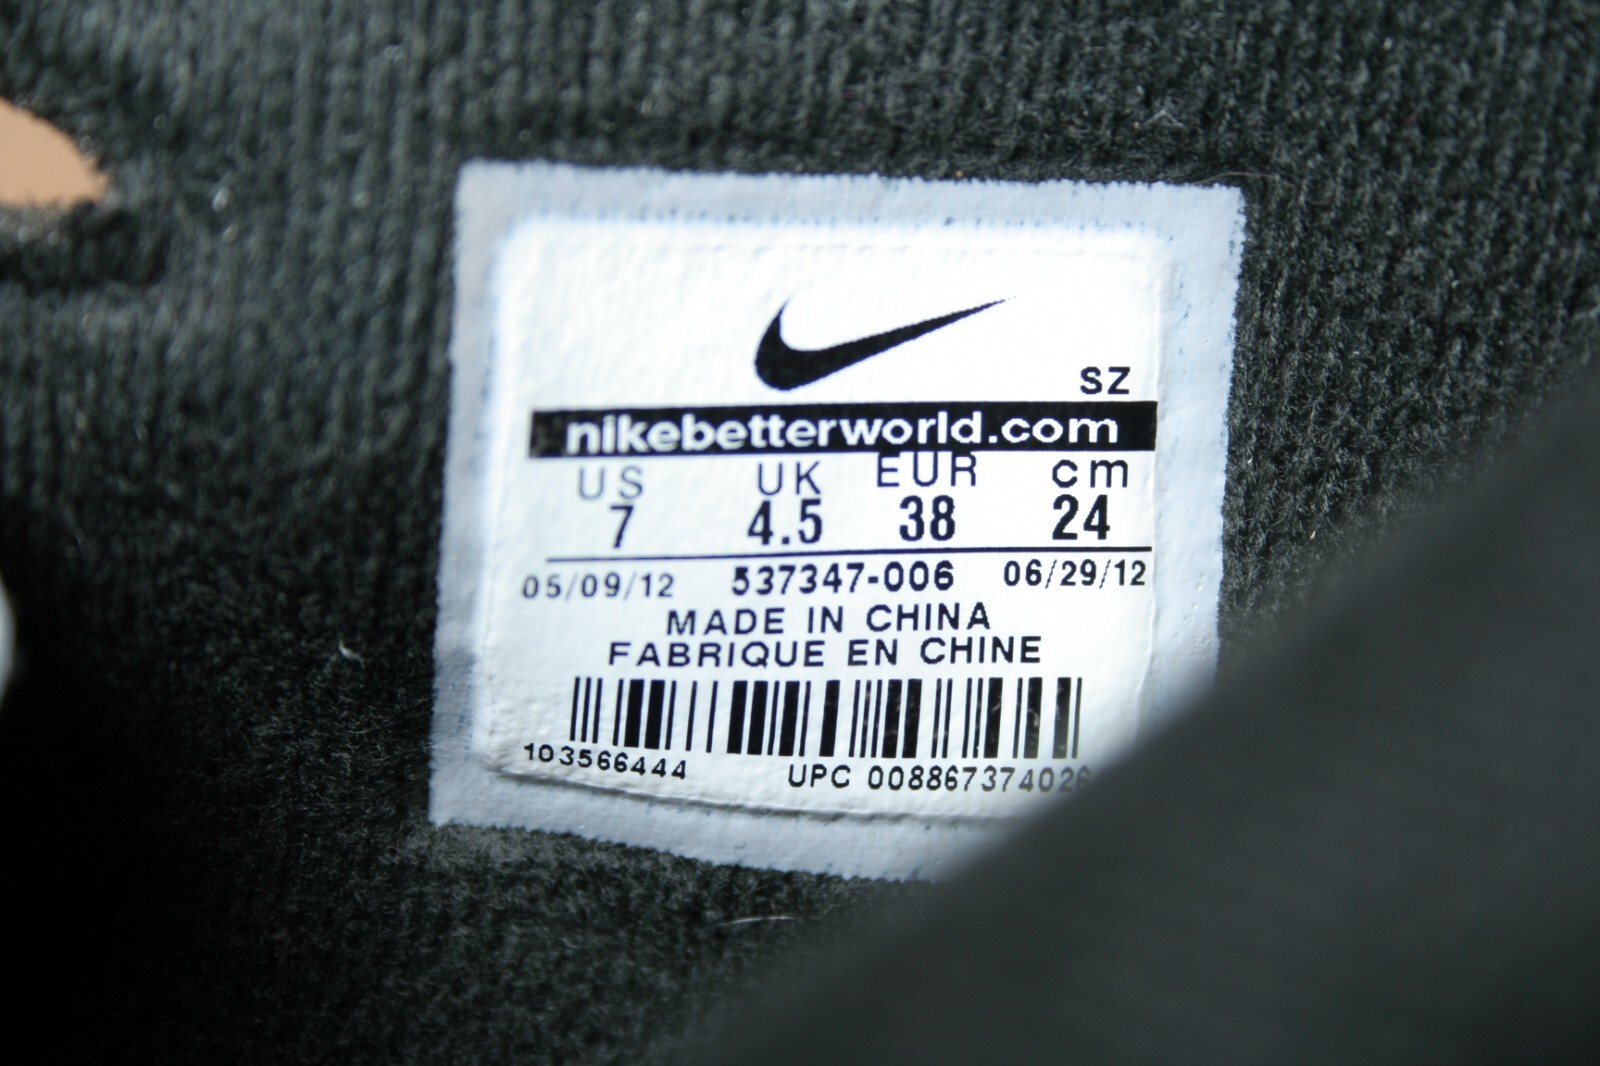 SZ
nikebetterworld.com
US UK EUR cm
7 4.5 38 24
05/09/12 537347-006 06/29/12
MADE IN CHINA
FABRIQUE EN CHINE
103566444 UPC 008867374026